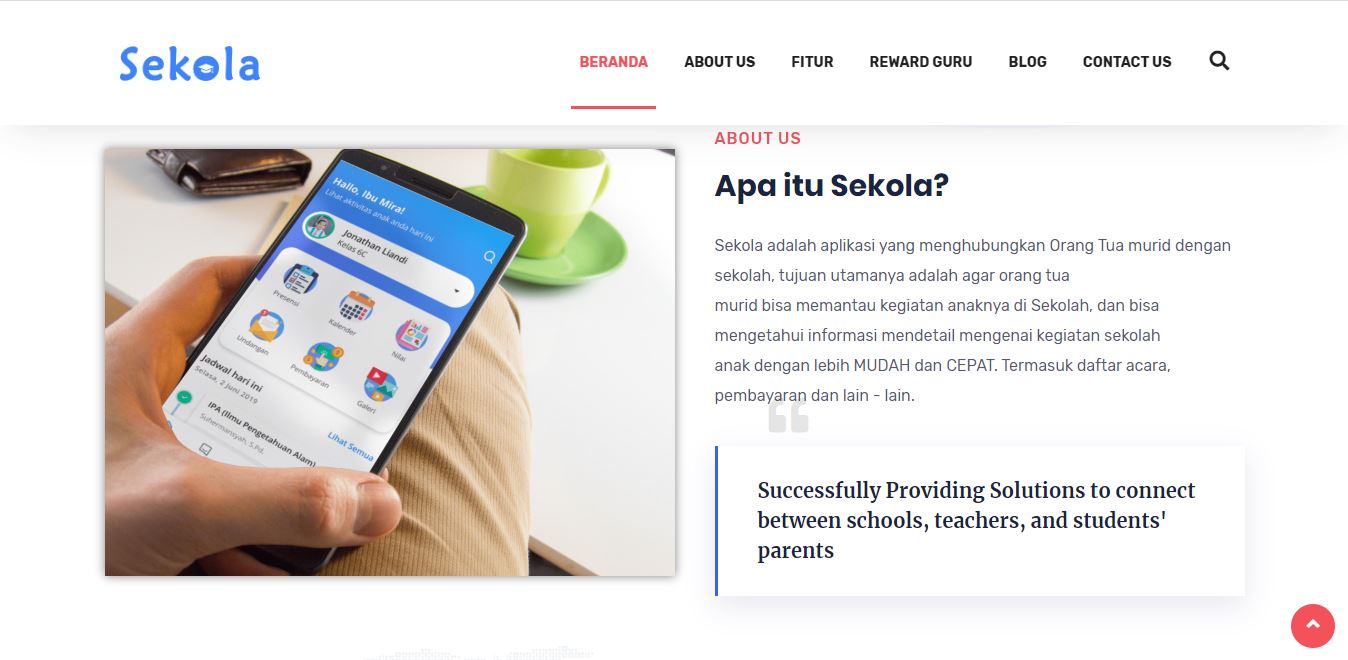 Sekola
BERANDA
ABOUT US
FITUR
REWARD GURU
BLOG
CONTACT US
ABOUT US
Apa itu Sekola?
Sekola adalah aplikasi yang menghubungkan Orang Tua murid dengan
sekolah, tujuan utamanya adalah agar orang tua
murid bisa memantau kegiatan anaknya di Sekolah, dan bisa
mengetahui informasi mendetail mengenai kegiatan sekolah
anak dengan lebih MUDAH dan CEPAT. Termasuk daftar acara,
pembayaran dan lain - lain.
Successfully Providing Solutions to connect
between schools, teachers, and students'
parents
Hallo, Ibu Mira!
Lihat aktivitas anak anda hari ini
Jonathan Liandi
Kelas 6C
Presensi
Kalender
Nilai
Undangan
Pembayaran
Galeri
Jadwal hari ini
Selasa, 2 Juni 2019
Lihat Semua
IPA (Ilmu Pengetahuan Alam)
Suhermansyah, S.Pd.